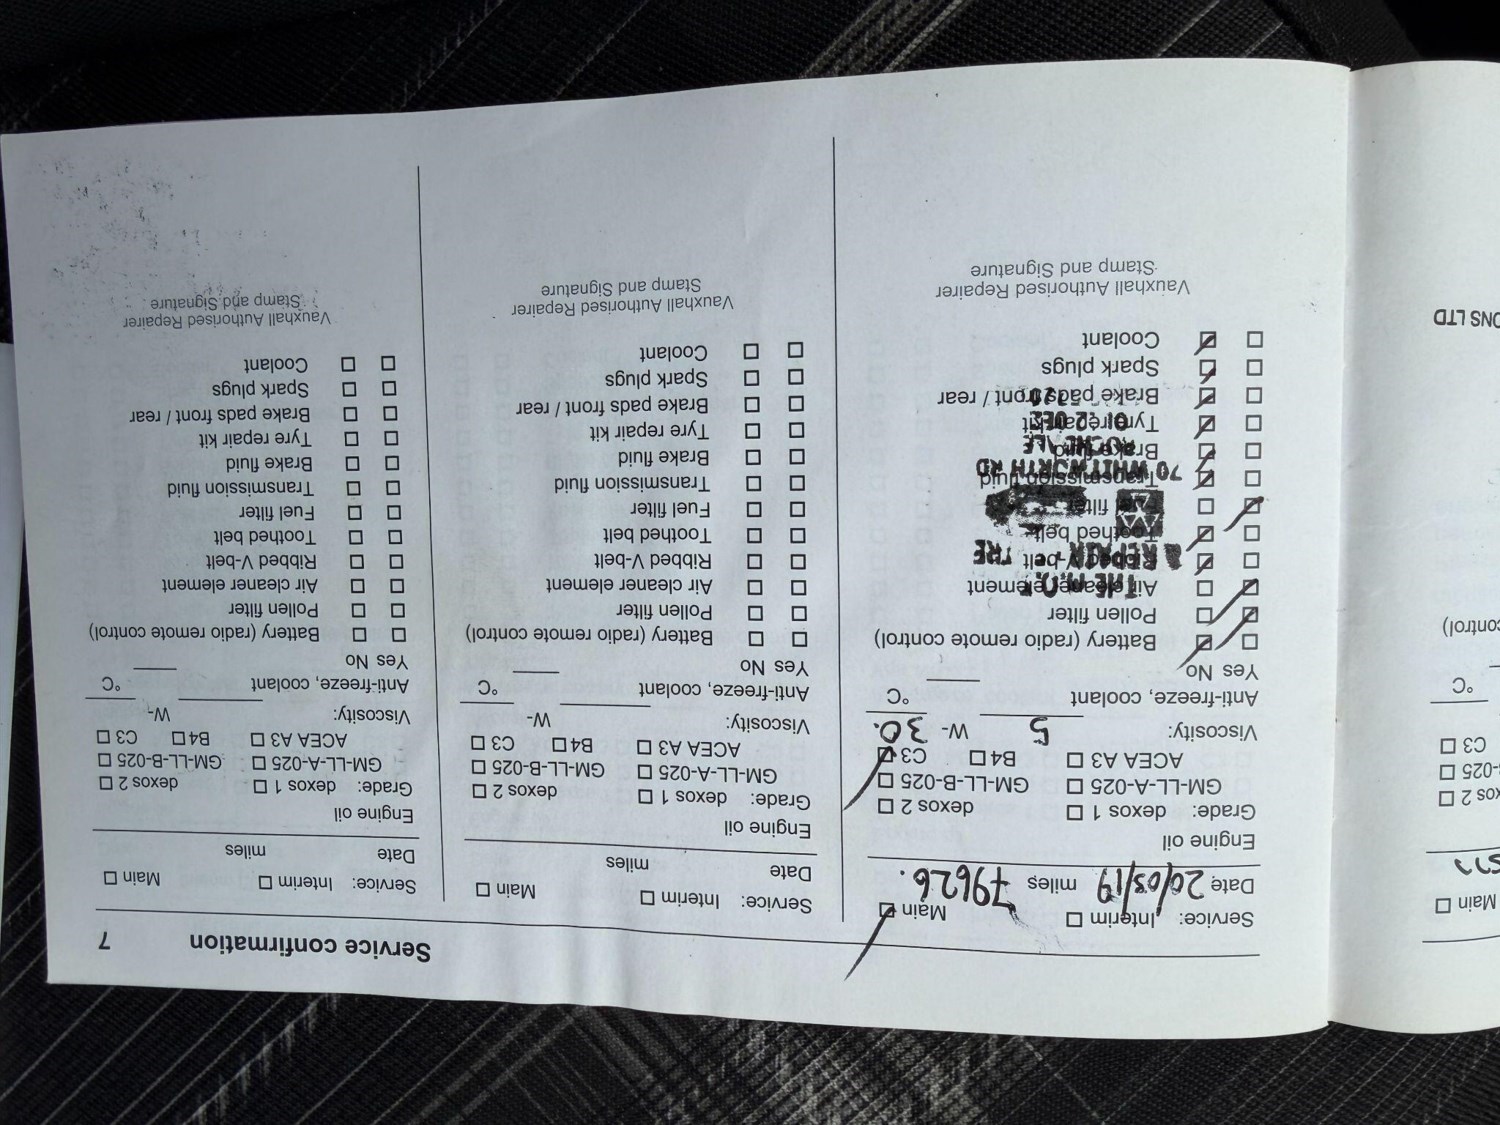 Service confirmation 7
Service: Interim Main
Date 20/03/19 miles 79626.
Engine oil
Grade: dexos 1 dexos 2
GM-LL-A-025 GM-LL-B-025
ACEA A3 B4 C3
Viscosity: 5 W- 30.
Anti-freeze, coolant °C
Yes No
Battery (radio remote control)
Pollen filter
Air cleaner element
Ribbed V-belt
Toothed belt
Fuel filter
Transmission fluid
Brake fluid
Tyre repair kit
Brake pads front / rear
Spark plugs
Coolant
THE M.O.
& REPAIR
70 WHITWORTH RD
Vauxhall Authorised Repairer
Stamp and Signature
Service: Interim Main
Date miles
Engine oil
Grade: dexos 1 dexos 2
GM-LL-A-025 GM-LL-B-025
ACEA A3 B4 C3
Viscosity: W-
Anti-freeze, coolant °C
Yes No
Battery (radio remote control)
Pollen filter
Air cleaner element
Ribbed V-belt
Toothed belt
Fuel filter
Transmission fluid
Brake fluid
Tyre repair kit
Brake pads front / rear
Spark plugs
Coolant
Vauxhall Authorised Repairer
Stamp and Signature
Service: Interim Main
Date miles
Engine oil
Grade: dexos 1 dexos 2
GM-LL-A-025 GM-LL-B-025
ACEA A3 B4 C3
Viscosity: W-
Anti-freeze, coolant °C
Yes No
Battery (radio remote control)
Pollen filter
Air cleaner element
Ribbed V-belt
Toothed belt
Fuel filter
Transmission fluid
Brake fluid
Tyre repair kit
Brake pads front / rear
Spark plugs
Coolant
Vauxhall Authorised Repairer
Stamp and Signature
Main
C3
°C
ONS LTD